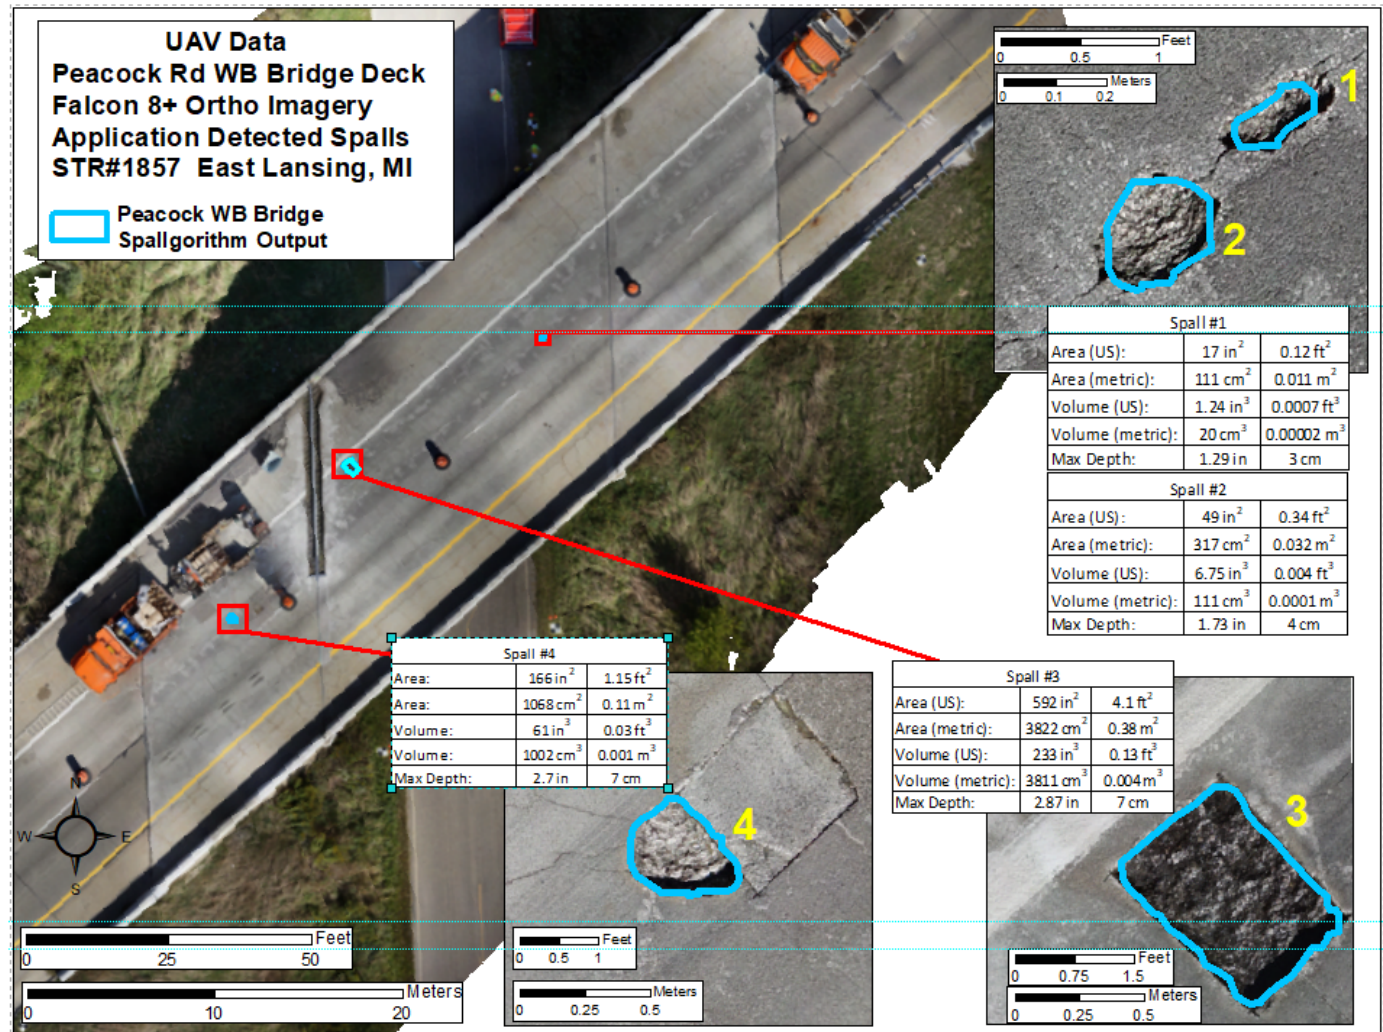 UAV Data
Peacock Rd WB Bridge Deck
Falcon 8+ Ortho Imagery
Application Detected Spalls
STR#1857 East Lansing, MI
Peacock WB Bridge
Spallgorithm Output
Feet
0 0.5 1
Meters
0 0.1 0.2
1
2
Spall #1
Area (US): 17 in² 0.12 ft²
Area (metric): 111 cm² 0.011 m²
Volume (US): 1.24 in³ 0.0007 ft³
Volume (metric): 20 cm³ 0.00002 m³
Max Depth: 1.29 in 3 cm
Spall #2
Area (US): 49 in² 0.34 ft²
Area (metric): 317 cm² 0.032 m²
Volume (US): 6.75 in³ 0.004 ft³
Volume (metric): 111 cm³ 0.0001 m³
Max Depth: 1.73 in 4 cm
Spall #4
Area: 166 in² 1.15 ft²
Area: 1068 cm² 0.11 m²
Volume: 61 in³ 0.03 ft³
Volume: 1002 cm³ 0.001 m³
Max Depth: 2.7 in 7 cm
Spall #3
Area (US): 592 in² 4.1 ft²
Area (metric): 3822 cm² 0.38 m²
Volume (US): 233 in³ 0.13 ft³
Volume (metric): 3811 cm³ 0.004 m³
Max Depth: 2.87 in 7 cm
4
3
N
W E
S
Feet
0 25 50
Meters
0 10 20
Feet
0 0.5 1
Meters
0 0.25 0.5
Feet
0 0.75 1.5
Meters
0 0.25 0.5